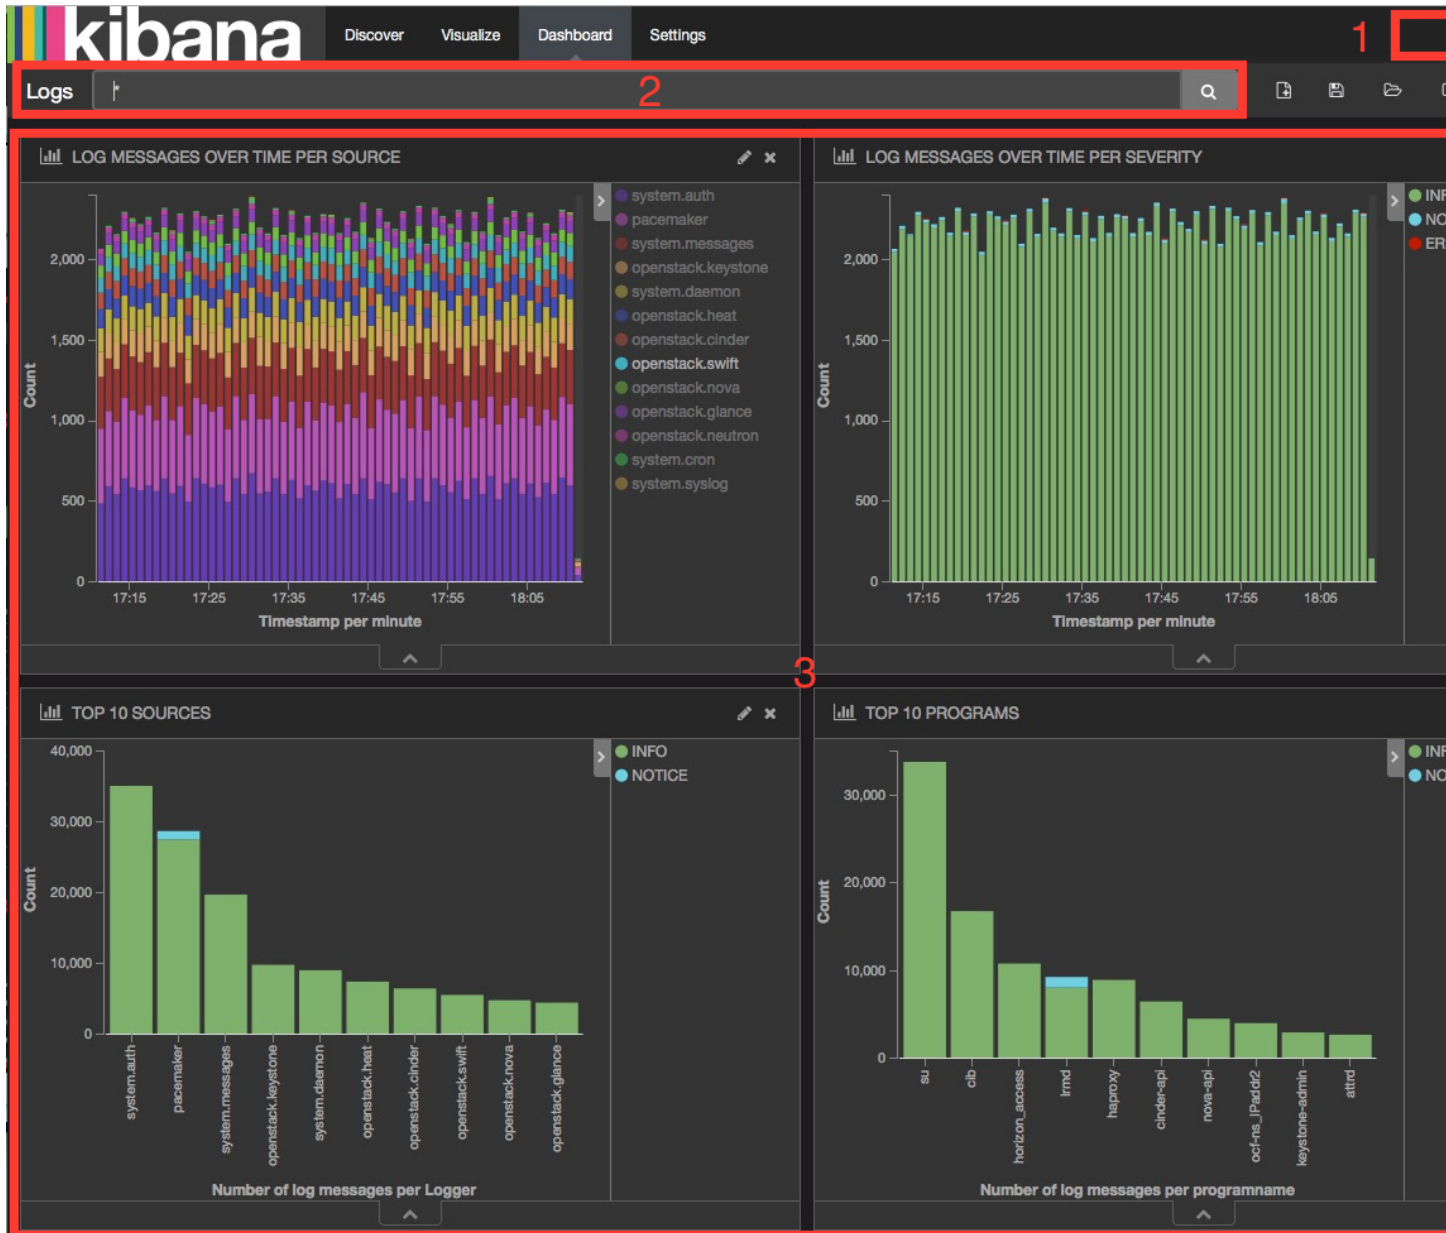 kibana
Discover Visualize Dashboard Settings
1
Logs * 2
LOG MESSAGES OVER TIME PER SOURCE
2,000
1,500
1,000
500
0
Count
17:15 17:25 17:35 17:45 17:55 18:05
Timestamp per minute
system.auth
pacemaker
system.messages
openstack.keystone
system.daemon
openstack.heat
openstack.cinder
openstack.swift
openstack.nova
openstack.glance
openstack.neutron
system.cron
system.syslog
LOG MESSAGES OVER TIME PER SEVERITY
2,000
1,500
1,000
500
0
Count
17:15 17:25 17:35 17:45 17:55 18:05
Timestamp per minute
INF
NO
ER
3
TOP 10 SOURCES
40,000
30,000
20,000
10,000
0
Count
system.auth
pacemaker
system.messages
openstack.keystone
system.daemon
openstack.heat
openstack.cinder
openstack.swift
openstack.nova
openstack.glance
Number of log messages per Logger
INFO
NOTICE
TOP 10 PROGRAMS
30,000
20,000
10,000
0
Count
su
cib
horizon_access
lrmd
haproxy
cinder-api
nova-api
ocf-ns_IPaddr2
keystone-admin
attrd
Number of log messages per programname
INF
NO